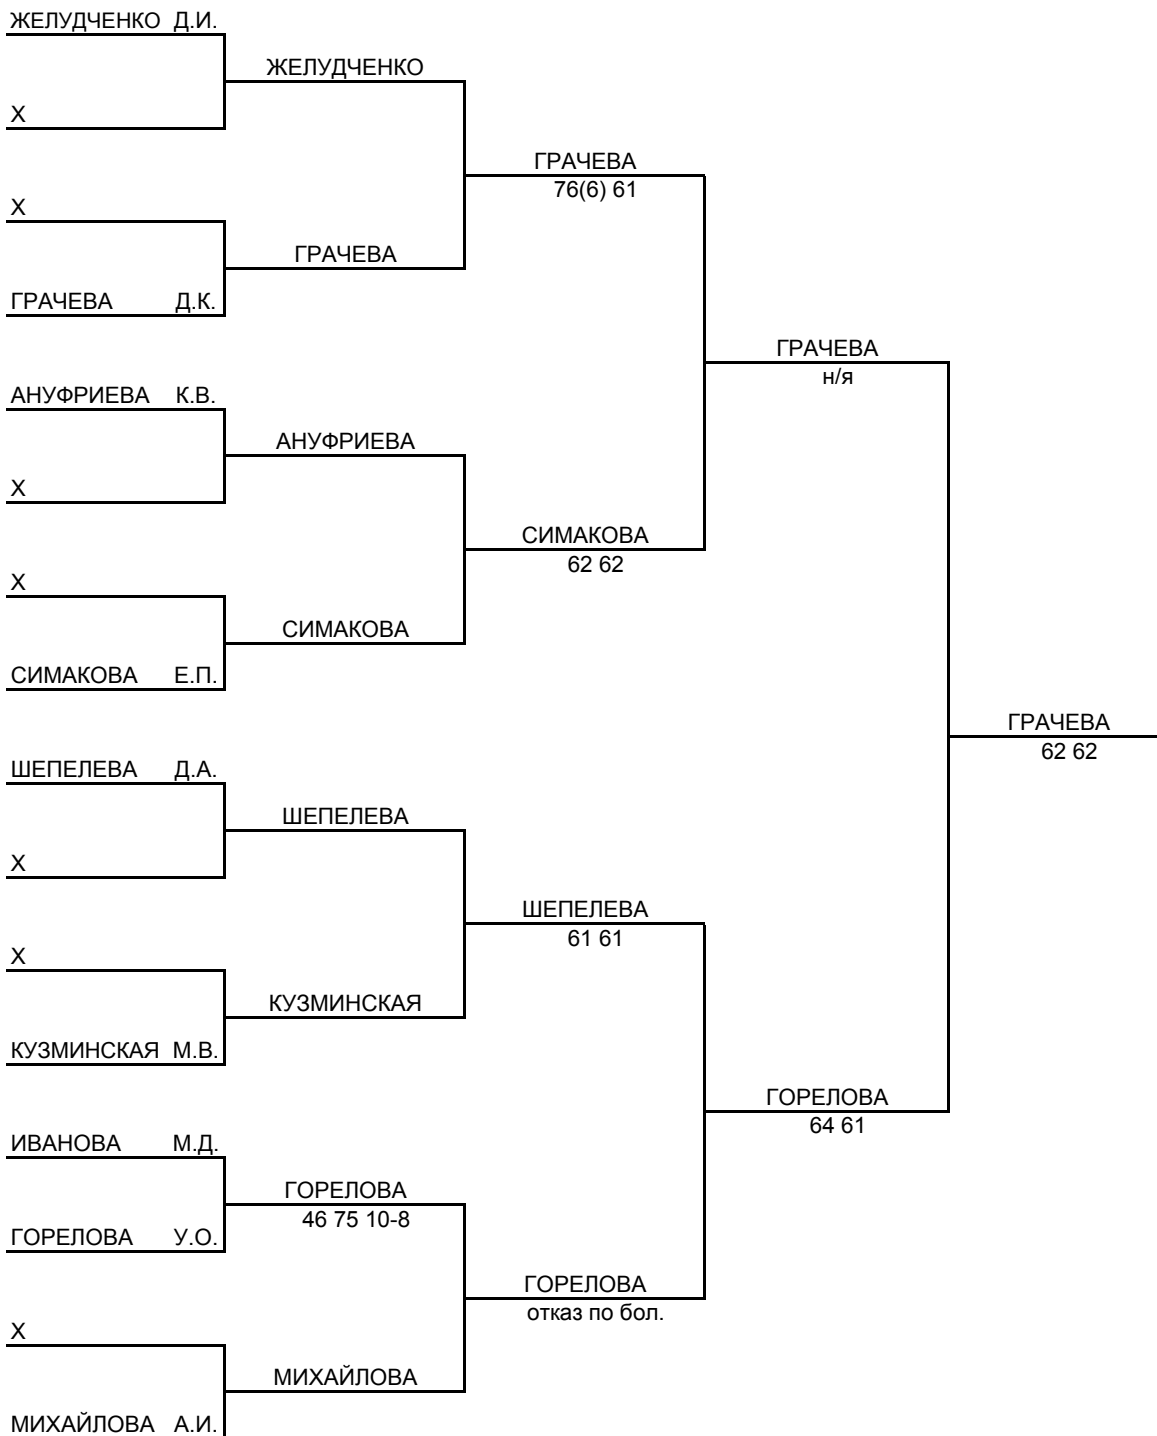 ЖЕЛУДЧЕНКО Д.И.
ЖЕЛУДЧЕНКО
X
ГРАЧЕВА
76(6) 61
X
ГРАЧЕВА
ГРАЧЕВА Д.К.
ГРАЧЕВА
н/я
АНУФРИЕВА К.В.
АНУФРИЕВА
X
СИМАКОВА
62 62
X
СИМАКОВА
СИМАКОВА Е.П.
ГРАЧЕВА
62 62
ШЕПЕЛЕВА Д.А.
ШЕПЕЛЕВА
X
ШЕПЕЛЕВА
61 61
X
КУЗМИНСКАЯ
КУЗМИНСКАЯ М.В.
ГОРЕЛОВА
64 61
ИВАНОВА М.Д.
ГОРЕЛОВА
46 75 10-8
ГОРЕЛОВА У.О.
ГОРЕЛОВА
отказ по бол.
X
МИХАЙЛОВА
МИХАЙЛОВА А.И.